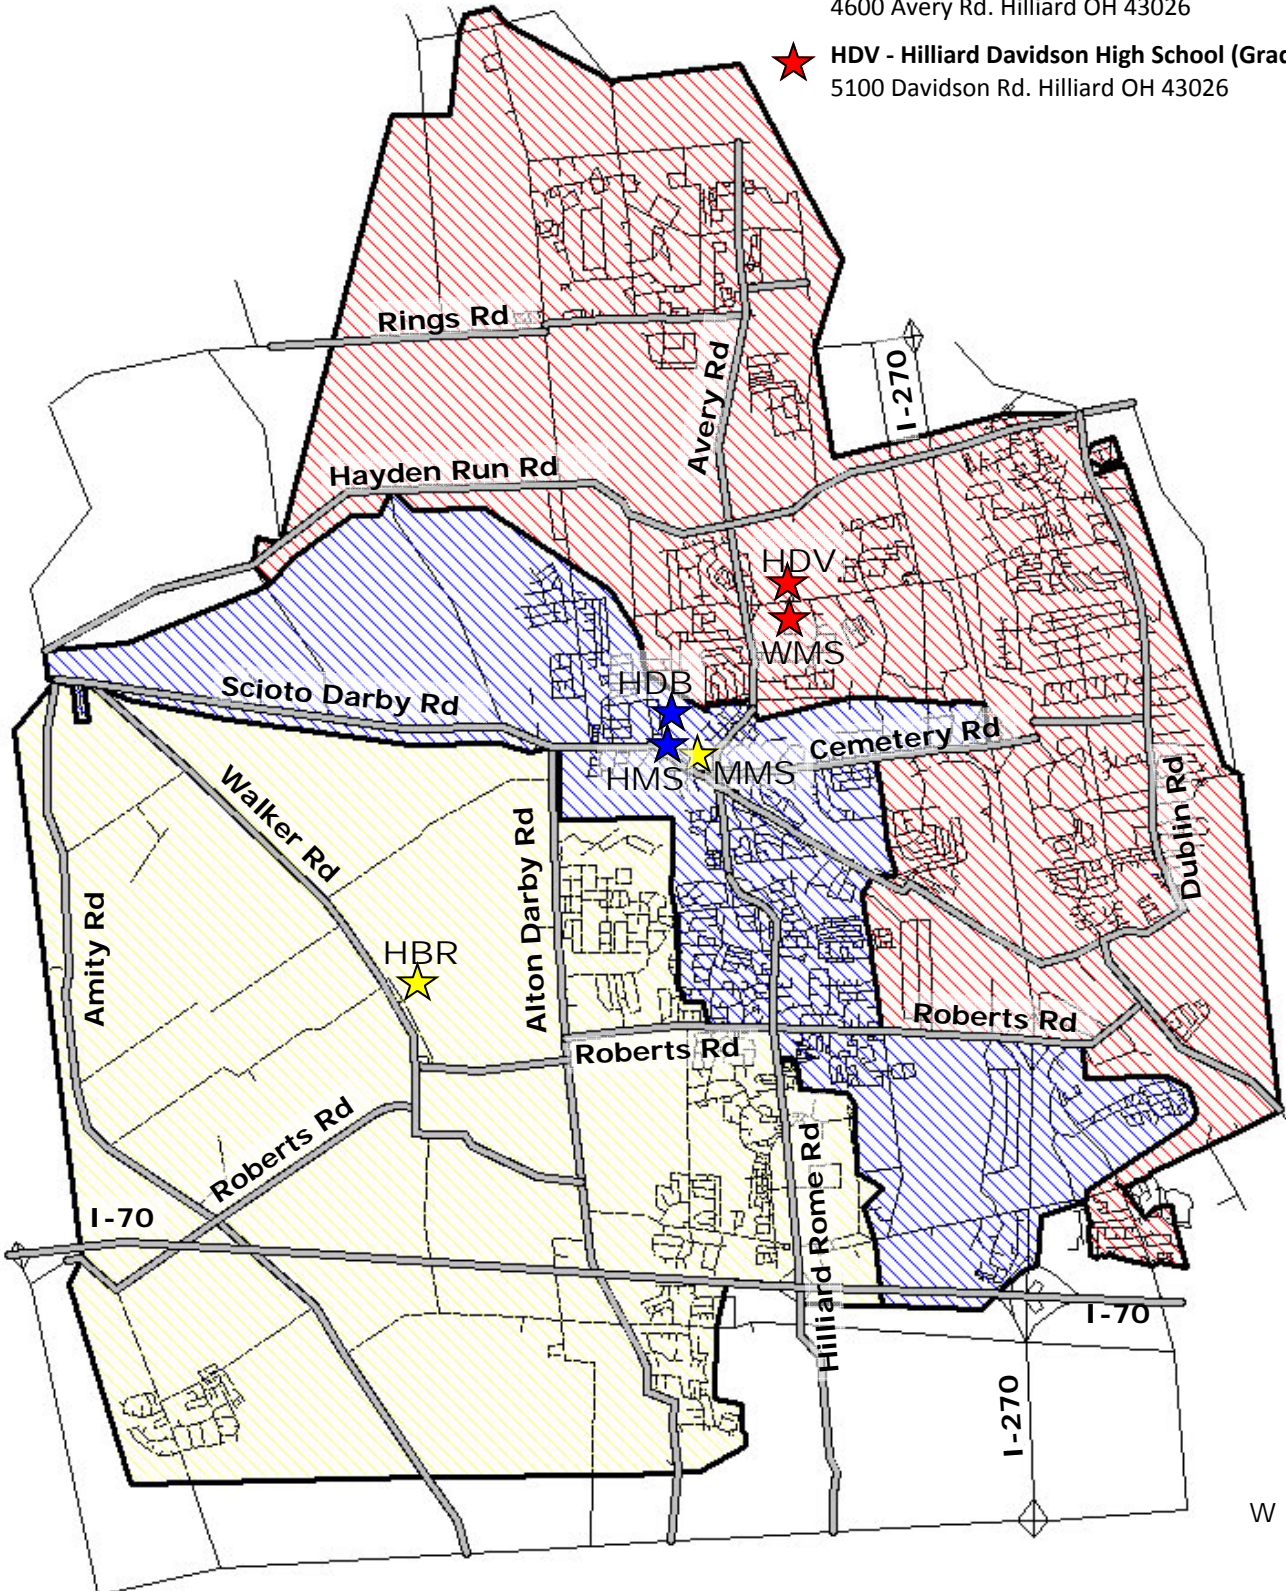 4600 Avery Rd. Hilliard OH 43026
HDV - Hilliard Davidson High School (Grad
5100 Davidson Rd. Hilliard OH 43026
Rings Rd
Avery Rd
I-270
Hayden Run Rd
HDV
WMS
HDB
Scioto Darby Rd
Cemetery Rd
HMS
MMS
Walker Rd
Alton Darby Rd
Dublin Rd
Amity Rd
HBR
Roberts Rd
Roberts Rd
Roberts Rd
Hilliard Rome Rd
I-70
I-70
I-270
W